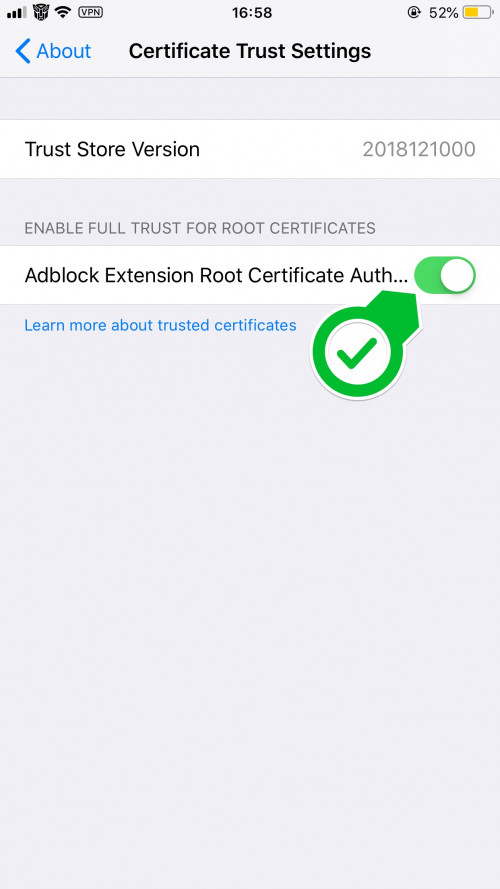 VPN
16:58
52%
About
Certificate Trust Settings
Trust Store Version
2018121000
ENABLE FULL TRUST FOR ROOT CERTIFICATES
Adblock Extension Root Certificate Auth...
Learn more about trusted certificates